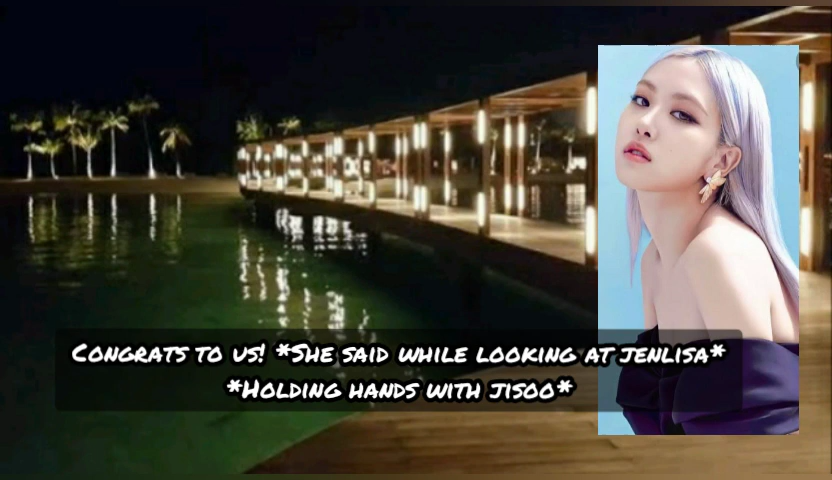 Congrats to us! *She said while looking at jenlisa*
*Holding hands with jisoo*